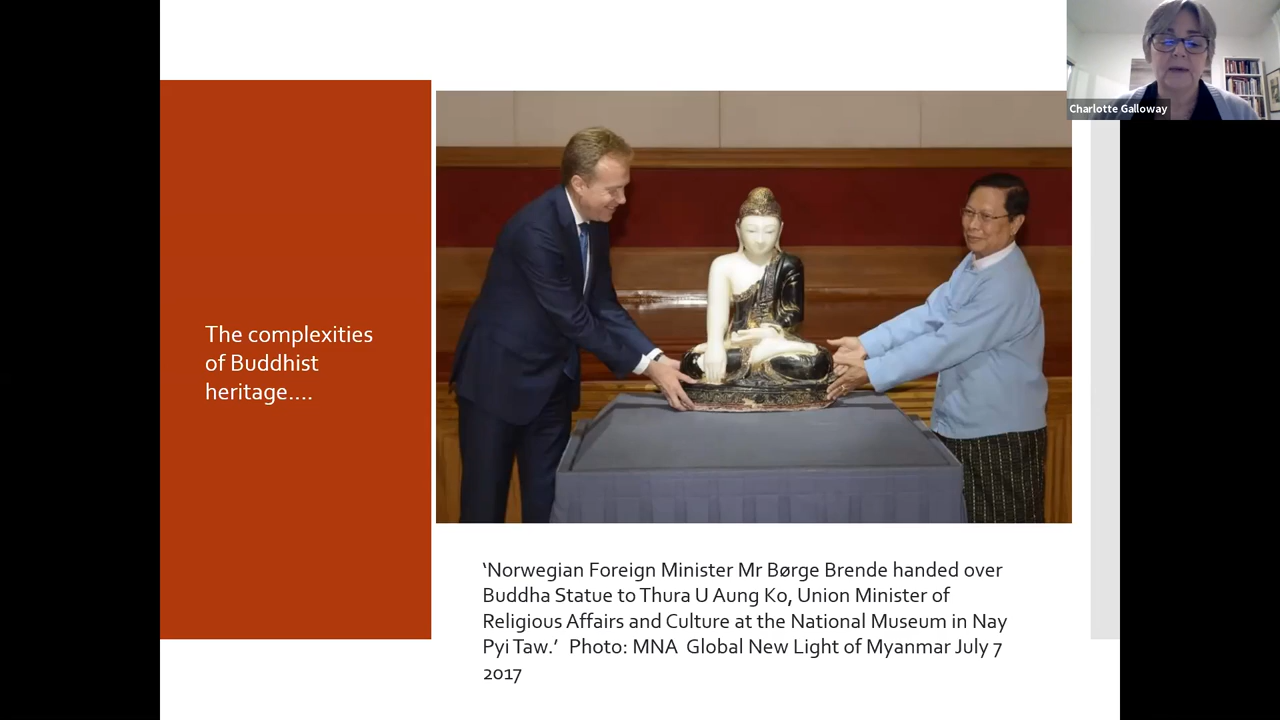 Charlotte Galloway
The complexities
of Buddhist
heritage....
‘Norwegian Foreign Minister Mr Børge Brende handed over
Buddha Statue to Thura U Aung Ko, Union Minister of
Religious Affairs and Culture at the National Museum in Nay
Pyi Taw.’  Photo: MNA  Global New Light of Myanmar July 7
2017